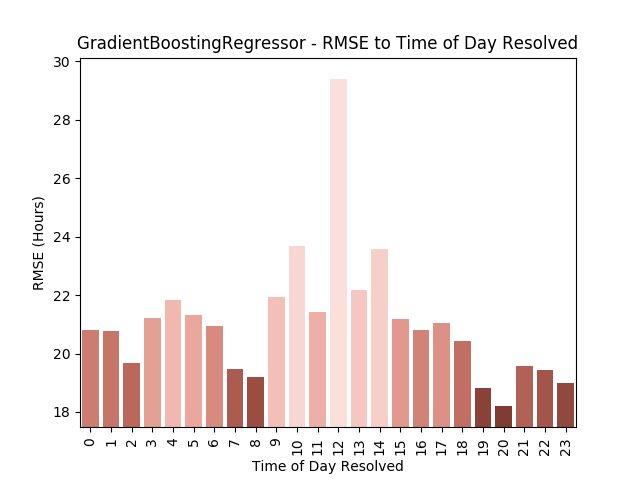 GradientBoostingRegressor - RMSE to Time of Day Resolved
30
28
26
24
22
20
18
RMSE (Hours)
0 1 2 3 4 5 6 7 8 9 10 11 12 13 14 15 16 17 18 19 20 21 22 23
Time of Day Resolved